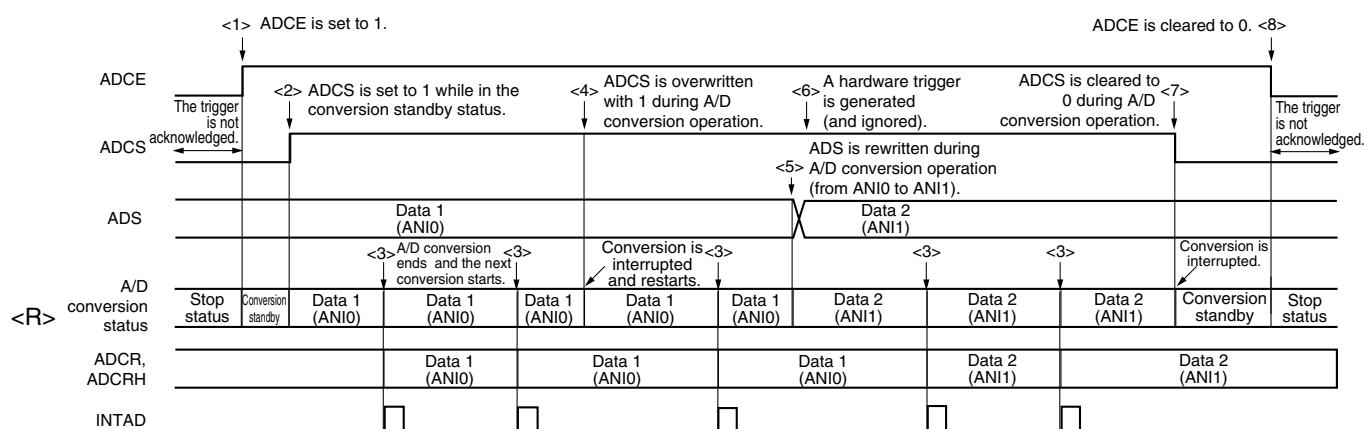 <1> ADCE is set to 1.
ADCE is cleared to 0. <8>
ADCE
The trigger
is not
acknowledged.
<2> ADCS is set to 1 while in the
conversion standby status.
<4> ADCS is overwritten
with 1 during A/D
conversion operation.
<6> A hardware trigger
is generated
(and ignored).
ADCS is cleared to
0 during A/D
conversion operation.
<7>
The trigger
is not
acknowledged.
ADCS
<5> ADS is rewritten during
A/D conversion operation
(from ANI0 to ANI1).
ADS
Data 1
(ANI0)
Data 2
(ANI1)
<3> A/D conversion
ends and the next
conversion starts.
<3>
Conversion is
interrupted
and restarts.
<3>
<3>
<3>
Conversion is
interrupted.
<R>
A/D
conversion
status
Stop
status
Conversion
standby
Data 1
(ANI0)
Data 1
(ANI0)
Data 1
(ANI0)
Data 1
(ANI0)
Data 1
(ANI0)
Data 2
(ANI1)
Data 2
(ANI1)
Data 2
(ANI1)
Conversion
standby
Stop
status
ADCR,
ADCRH
Data 1
(ANI0)
Data 1
(ANI0)
Data 1
(ANI0)
Data 2
(ANI1)
Data 2
(ANI1)
INTAD